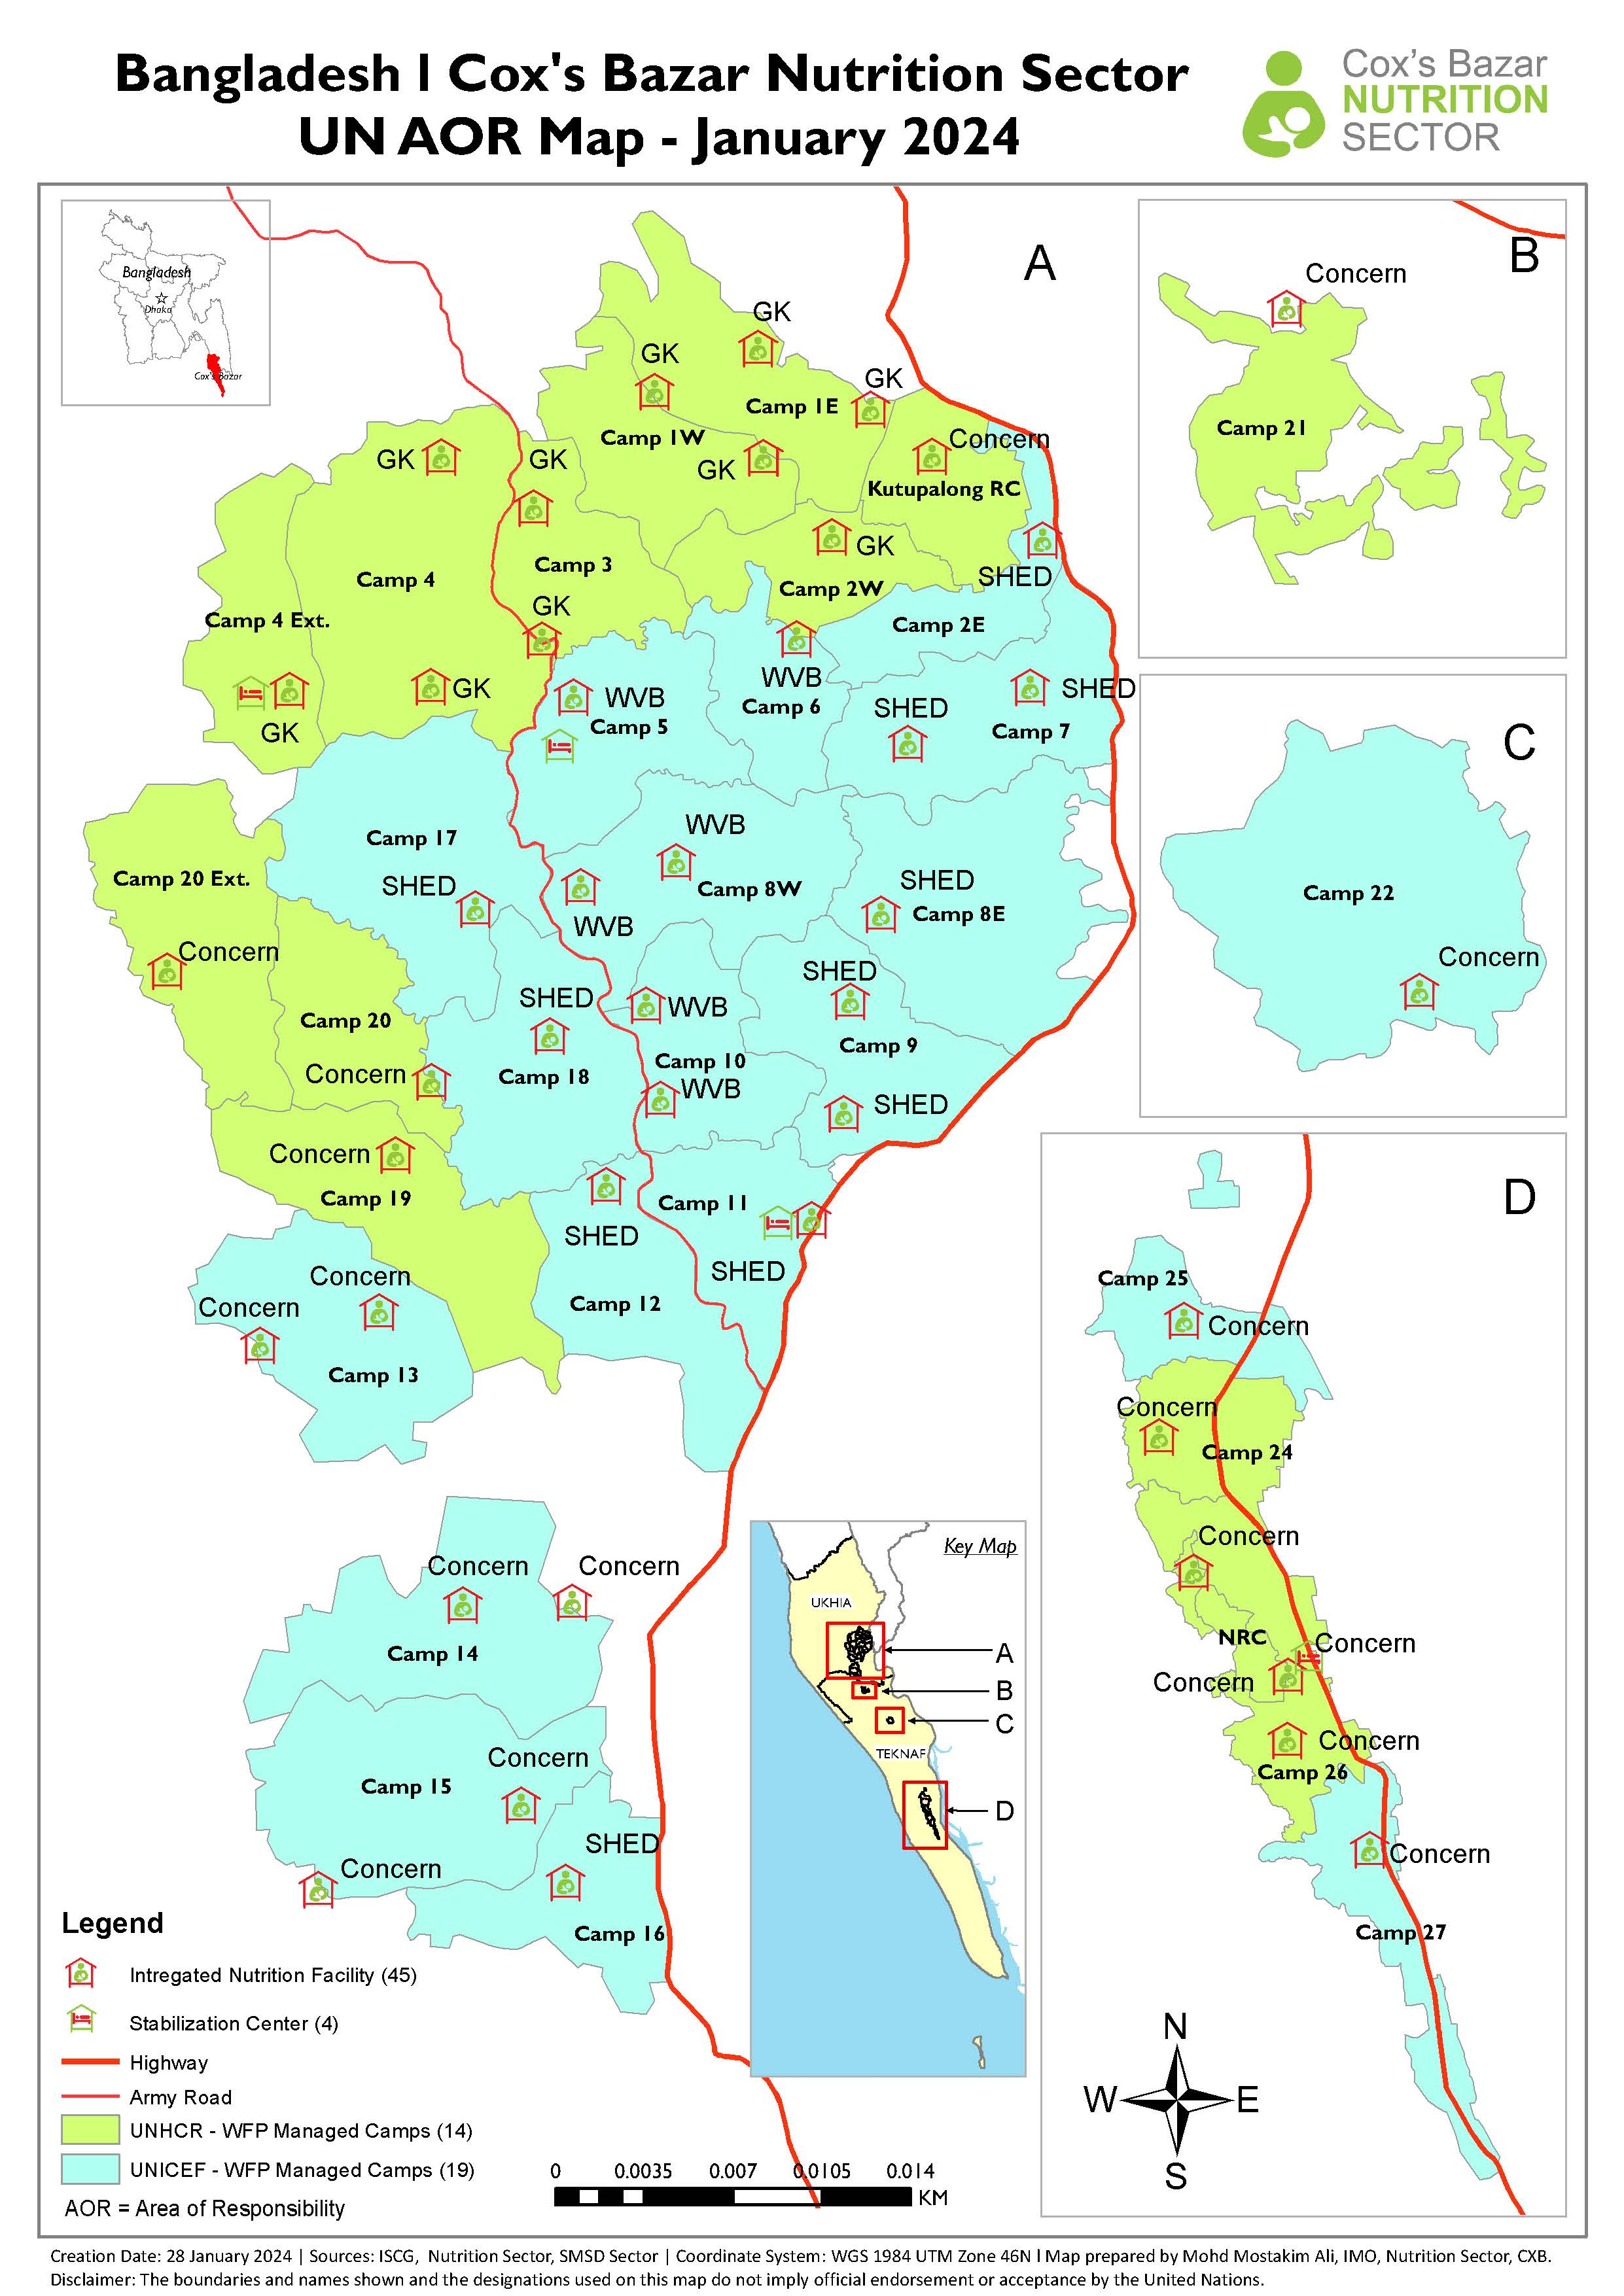 Bangladesh l Cox's Bazar Nutrition Sector
UN AOR Map - January 2024
Cox's Bazar
NUTRITION
SECTOR
Bangladesh
Dhaka
Cox's Bazar
A
GK
GK
GK
Camp 1E
Camp 1W
Concern
GK
GK
GK
Kutupalong RC
GK
Camp 3
Camp 4
SHED
Camp 2W
GK
Camp 4 Ext.
Camp 2E
WVB
GK
WVB
SHED
Camp 6
SHED
Camp 5
GK
Camp 7
WVB
Camp 17
Camp 20 Ext.
SHED
SHED
Camp 8W
Camp 8E
WVB
Concern
SHED
SHED
WVB
Camp 20
Camp 9
Camp 10
Concern
Camp 18
WVB
SHED
Concern
Camp 19
Camp 11
SHED
SHED
Concern
Concern
Camp 12
Camp 13
Concern
Concern
Camp 14
Concern
Camp 15
SHED
Concern
Camp 16
B
Concern
Camp 21
C
Camp 22
Concern
D
Camp 25
Concern
Concern
Camp 24
Concern
NRC
Concern
Concern
Concern
Camp 26
Concern
Camp 27
N
W
E
S
Key Map
UKHIA
A
B
C
TEKNAF
D
Legend
Intregated Nutrition Facility (45)
Stabilization Center (4)
Highway
Army Road
UNHCR - WFP Managed Camps (14)
UNICEF - WFP Managed Camps (19)
AOR = Area of Responsibility
0 0.0035 0.007 0.0105 0.014
KM
Creation Date: 28 January 2024 | Sources: ISCG, Nutrition Sector, SMSD Sector | Coordinate System: WGS 1984 UTM Zone 46N l Map prepared by Mohd Mostakim Ali, IMO, Nutrition Sector, CXB.
Disclaimer: The boundaries and names shown and the designations used on this map do not imply official endorsement or acceptance by the United Nations.